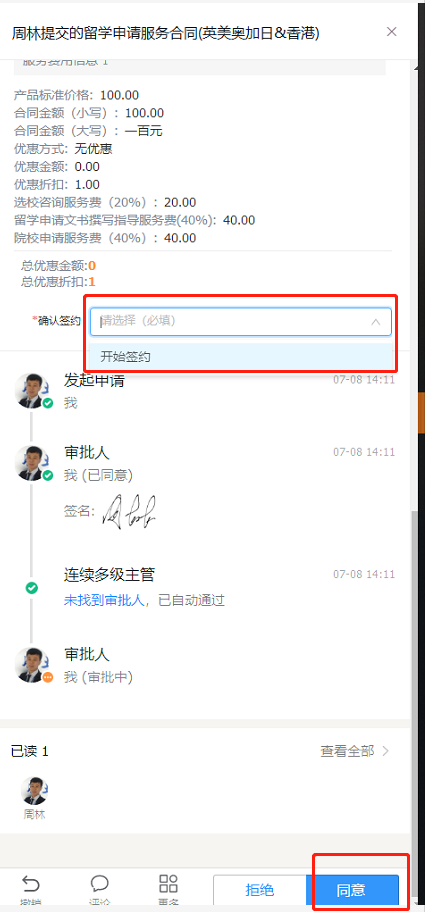 周林提交的留学申请服务合同(英美奥加日&香港)
服务费用信息 1
产品标准价格：100.00
合同金额（小写）：100.00
合同金额（大写）：一百元
优惠方式：无优惠
优惠金额：0.00
优惠折扣：1.00
选校咨询服务费（20%）：20.00
留学申请文书撰写指导服务费(40%)：40.00
院校申请服务费（40%）：40.00
总优惠金额:0
总优惠折扣:1
*确认签约 请选择（必填）
开始签约
发起申请 07-08 14:11
我
审批人 07-08 14:11
我 (已同意)
签名：
连续多级主管 07-08 14:11
未找到审批人，已自动通过
审批人
我 (审批中)
已读 1 查看全部
周林
撤销 评论 更多 拒绝 同意